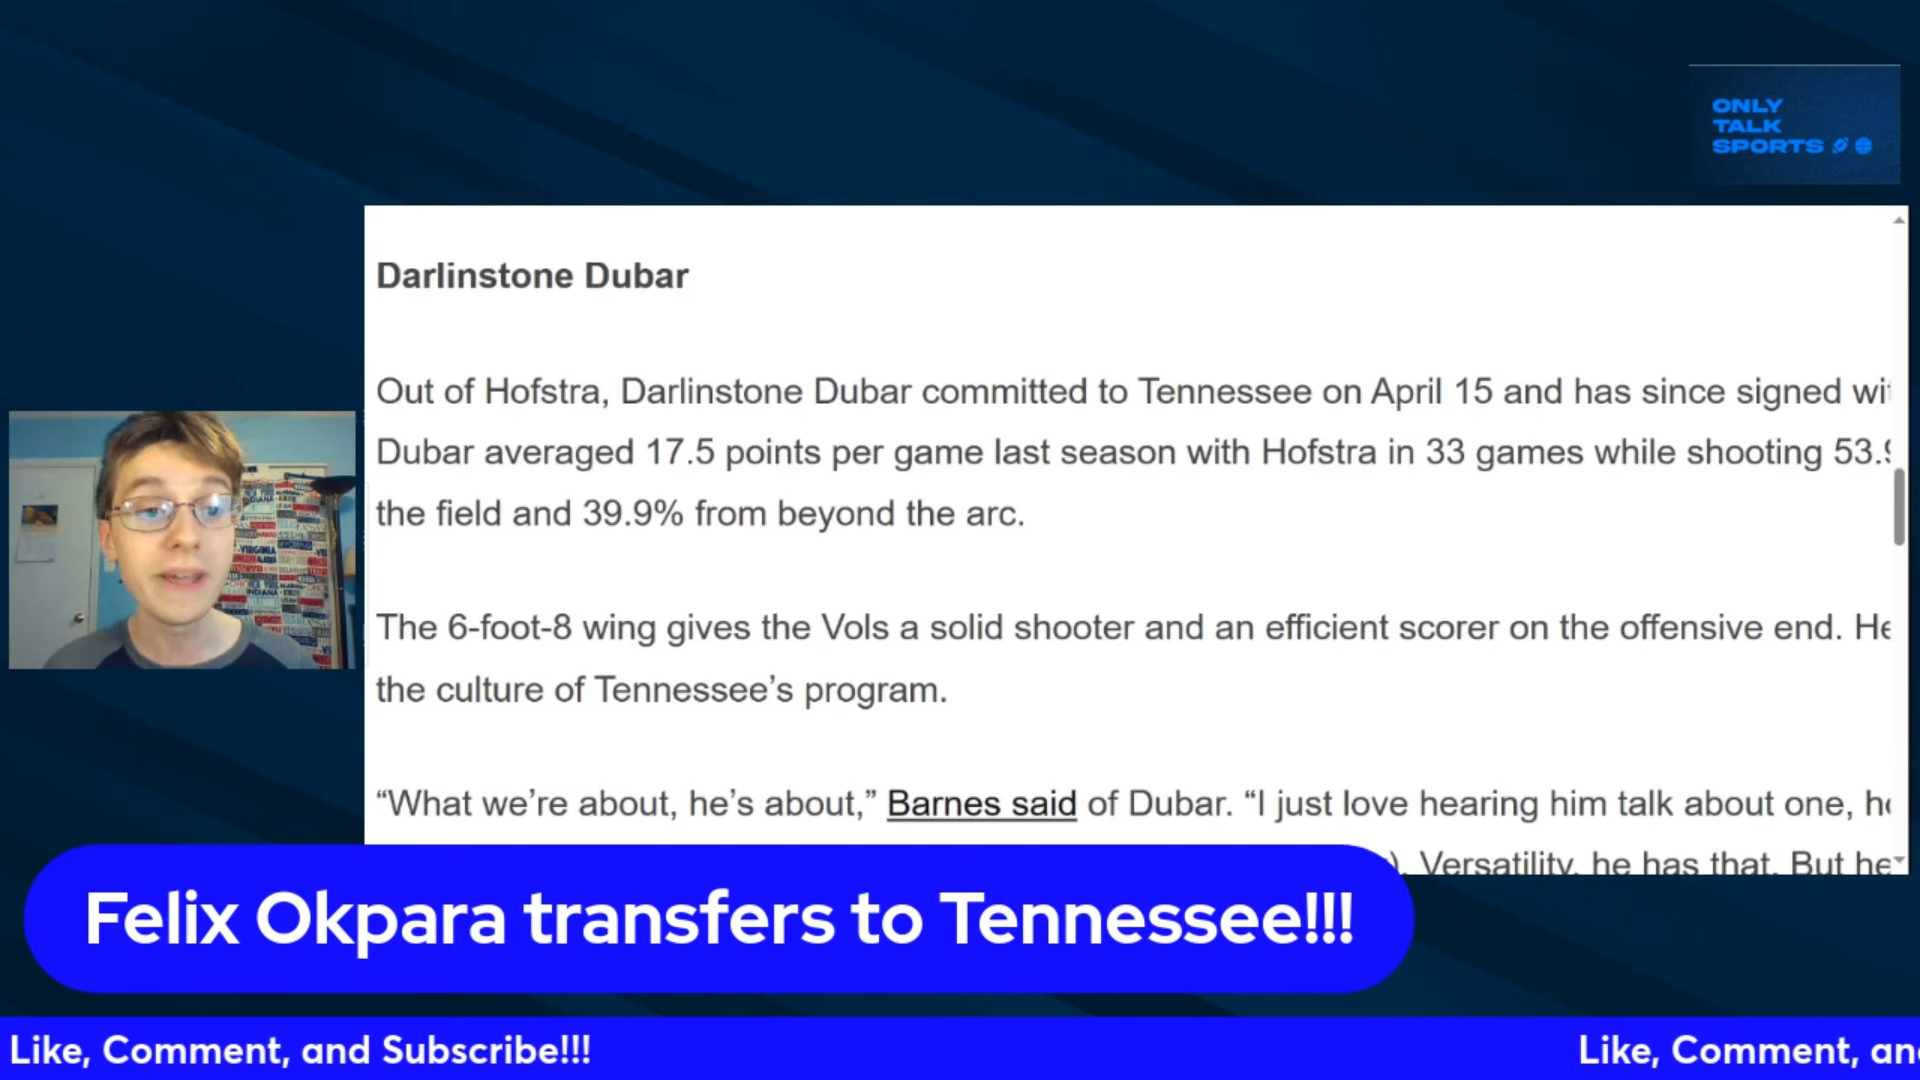 ONLY
TALK
SPORTS
Darlinstone Dubar
Out of Hofstra, Darlinstone Dubar committed to Tennessee on April 15 and has since signed
Dubar averaged 17.5 points per game last season with Hofstra in 33 games while shooting 53.
the field and 39.9% from beyond the arc.
The 6-foot-8 wing gives the Vols a solid shooter and an efficient scorer on the offensive end. He
the culture of Tennessee’s program.
“What we’re about, he’s about,” Barnes said of Dubar. “I just love hearing him talk about one,
Versatility, he has that. But he
Felix Okpara transfers to Tennessee!!!
Like, Comment, and Subscribe!!!
Like, Comment,
VIRGINIA
INDIANA